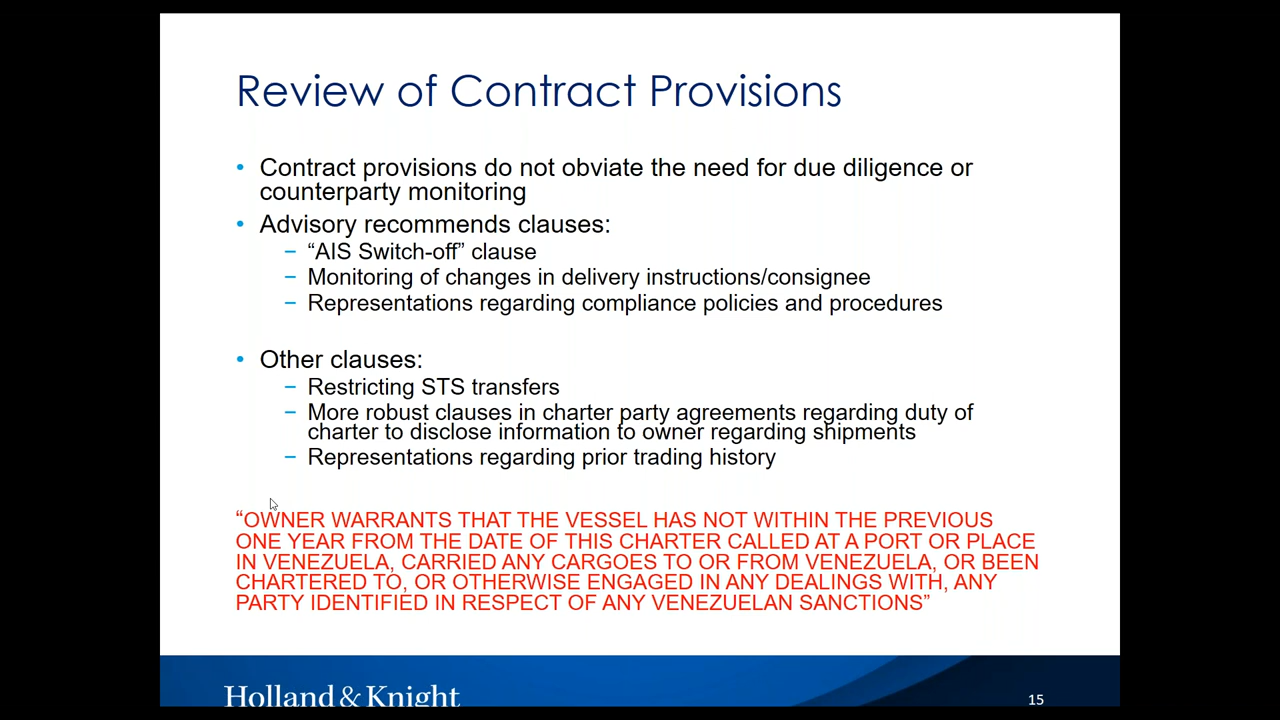 Review of Contract Provisions
• Contract provisions do not obviate the need for due diligence or
counterparty monitoring
• Advisory recommends clauses:
– “AIS Switch-off” clause
– Monitoring of changes in delivery instructions/consignee
– Representations regarding compliance policies and procedures
• Other clauses:
– Restricting STS transfers
– More robust clauses in charter party agreements regarding duty of
charter to disclose information to owner regarding shipments
– Representations regarding prior trading history
“OWNER WARRANTS THAT THE VESSEL HAS NOT WITHIN THE PREVIOUS
ONE YEAR FROM THE DATE OF THIS CHARTER CALLED AT A PORT OR PLACE
IN VENEZUELA, CARRIED ANY CARGOES TO OR FROM VENEZUELA, OR BEEN
CHARTERED TO, OR OTHERWISE ENGAGED IN ANY DEALINGS WITH, ANY
PARTY IDENTIFIED IN RESPECT OF ANY VENEZUELAN SANCTIONS”
Holland & Knight
15